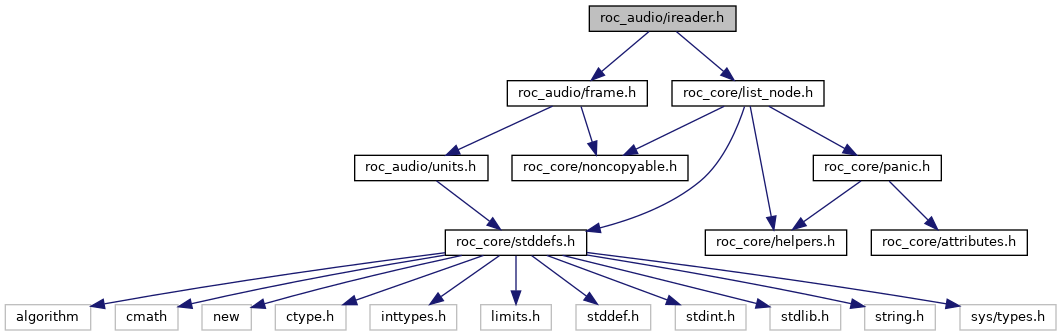 roc_audio/ireader.h
roc_audio/frame.h
roc_core/list_node.h
roc_audio/units.h
roc_core/noncopyable.h
roc_core/panic.h
roc_core/stddefs.h
roc_core/helpers.h
roc_core/attributes.h
algorithm
cmath
new
ctype.h
inttypes.h
limits.h
stddef.h
stdint.h
stdlib.h
string.h
sys/types.h